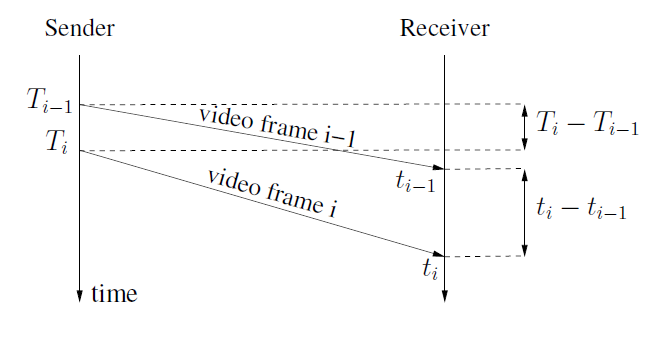 Sender
Receiver
T_{i-1}
video frame i-1
T_i - T_{i-1}
T_i
video frame i
t_{i-1}
t_i - t_{i-1}
t_i
time